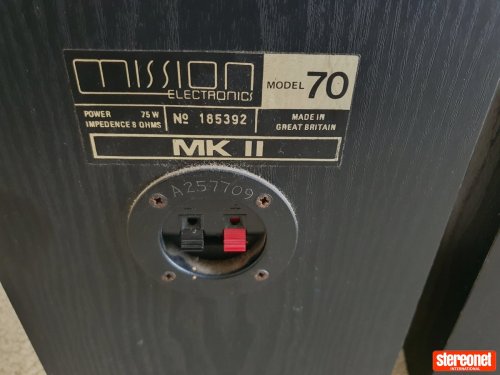 mission
ELECTRONICS
MODEL 70
POWER 75 W
IMPEDENCE 8 OHMS
Nº 185392
MADE IN
GREAT BRITAIN
MK II
A257709
stereonet
INTERNATIONAL